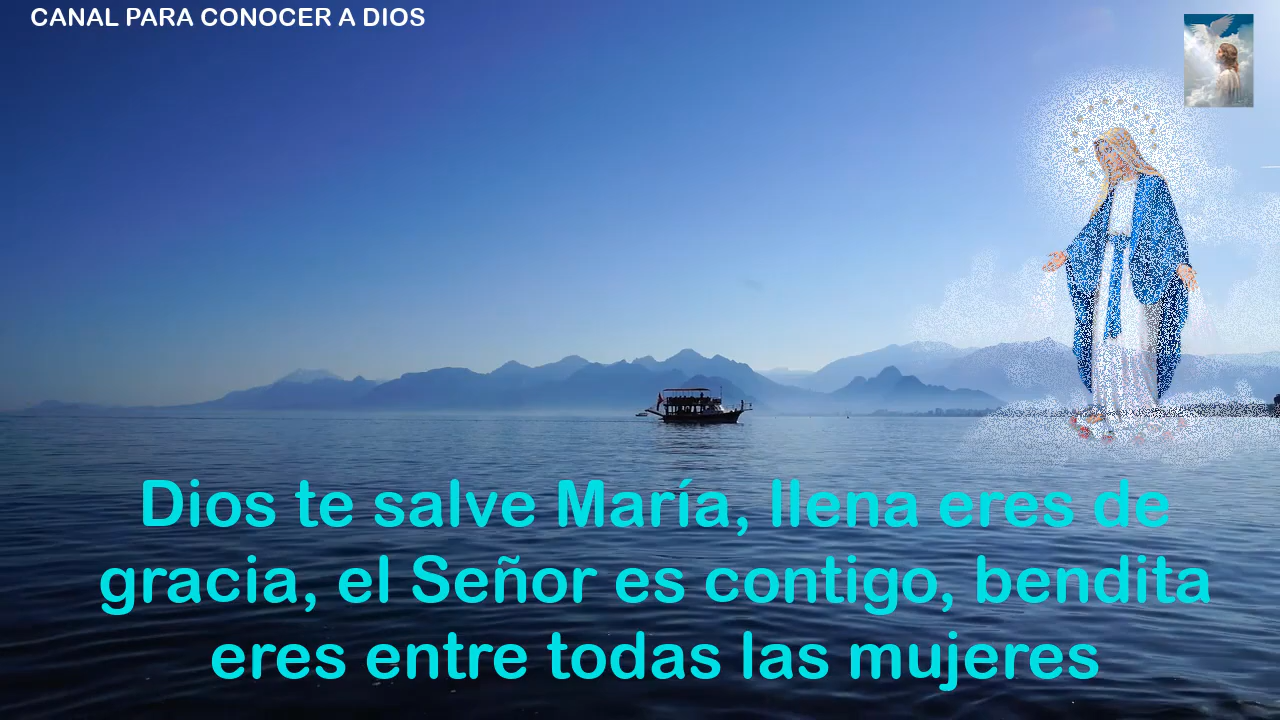 CANAL PARA CONOCER A DIOS
Dios te salve María, llena eres de
gracia, el Señor es contigo, bendita
eres entre todas las mujeres